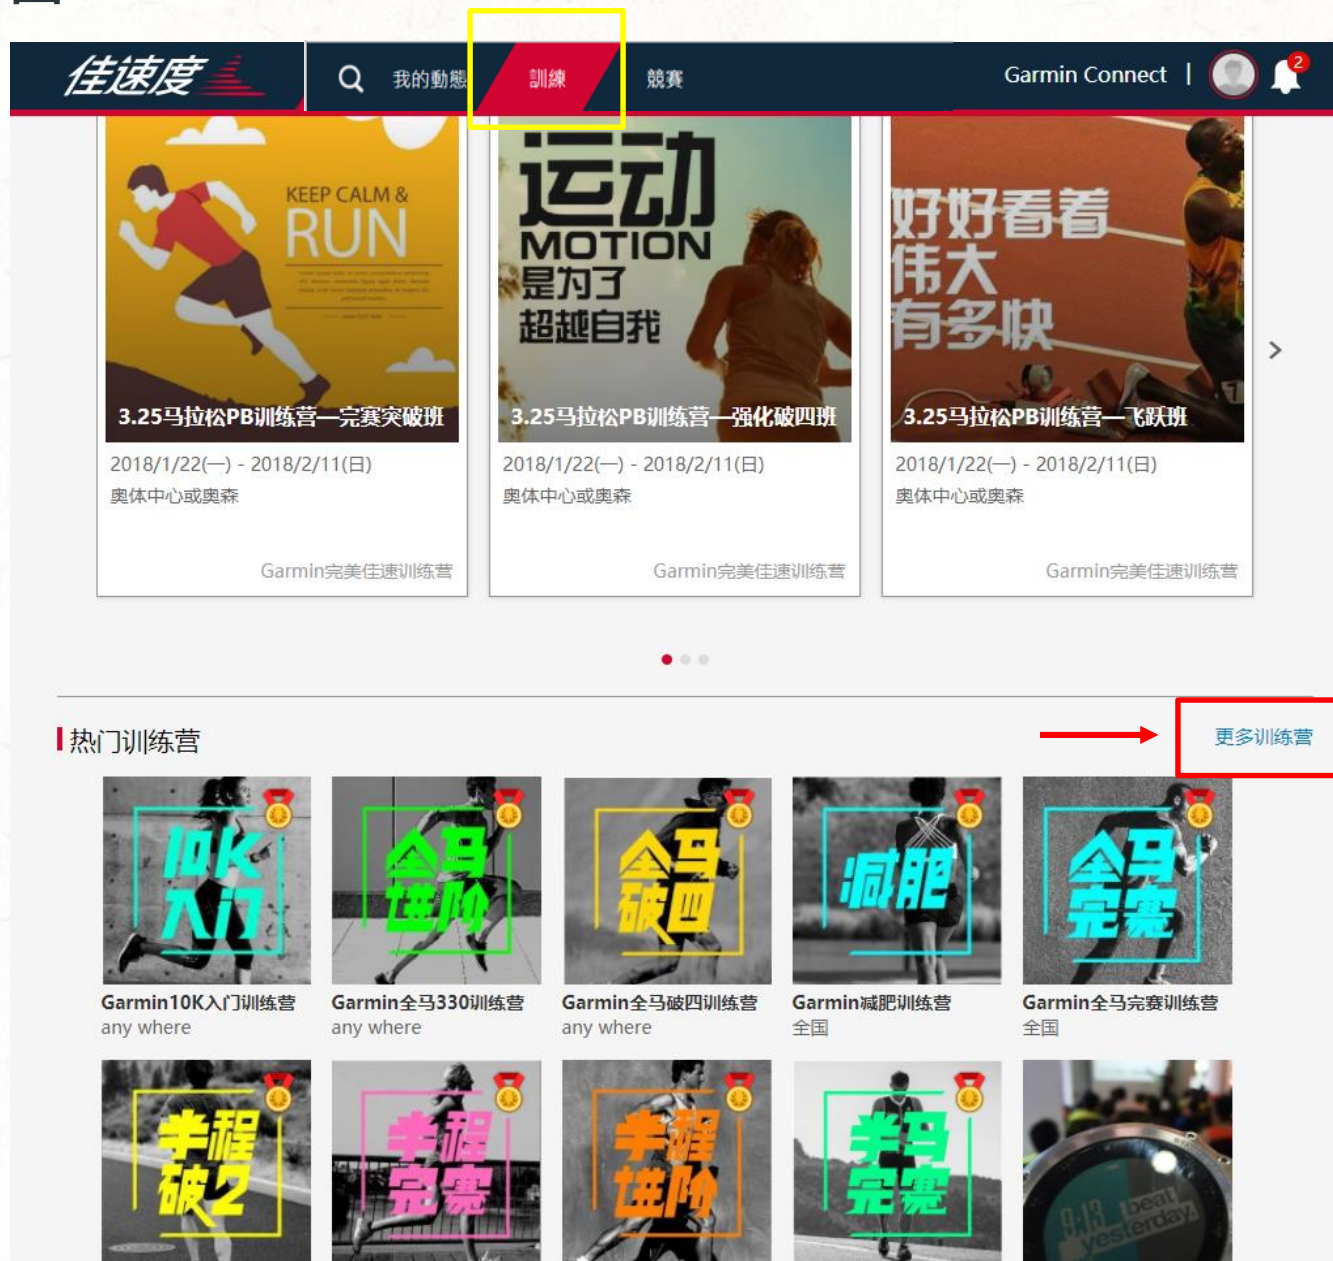 佳速度
我的動態
訓練
競賽
Garmin Connect |
2
KEEP CALM &
RUN
运动
MOTION
是为了
超越自我
好好看着
伟大
有多快
7
3.25马拉松PB训练营—完赛突破班
3.25马拉松PB训练营—强化破四班
3.25马拉松PB训练营—飞跃班
2018/1/22(一) - 2018/2/11(日)
2018/1/22(一) - 2018/2/11(日)
2018/1/22(一) - 2018/2/11(日)
奥体中心或奥森
奥体中心或奥森
奥体中心或奥森
Garmin完美佳速训练营
Garmin完美佳速训练营
Garmin完美佳速训练营
热门训练营
更多训练营
10K
入门
全马
进阶
全马
破四
减肥
全马
完赛
Garmin10K入门训练营
Garmin全马330训练营
Garmin全马破四训练营
Garmin减肥训练营
Garmin全马完赛训练营
any where
any where
any where
全国
全国
半程
破2
半程
完赛
半程
进阶
半马
完赛
beat
yesterday.